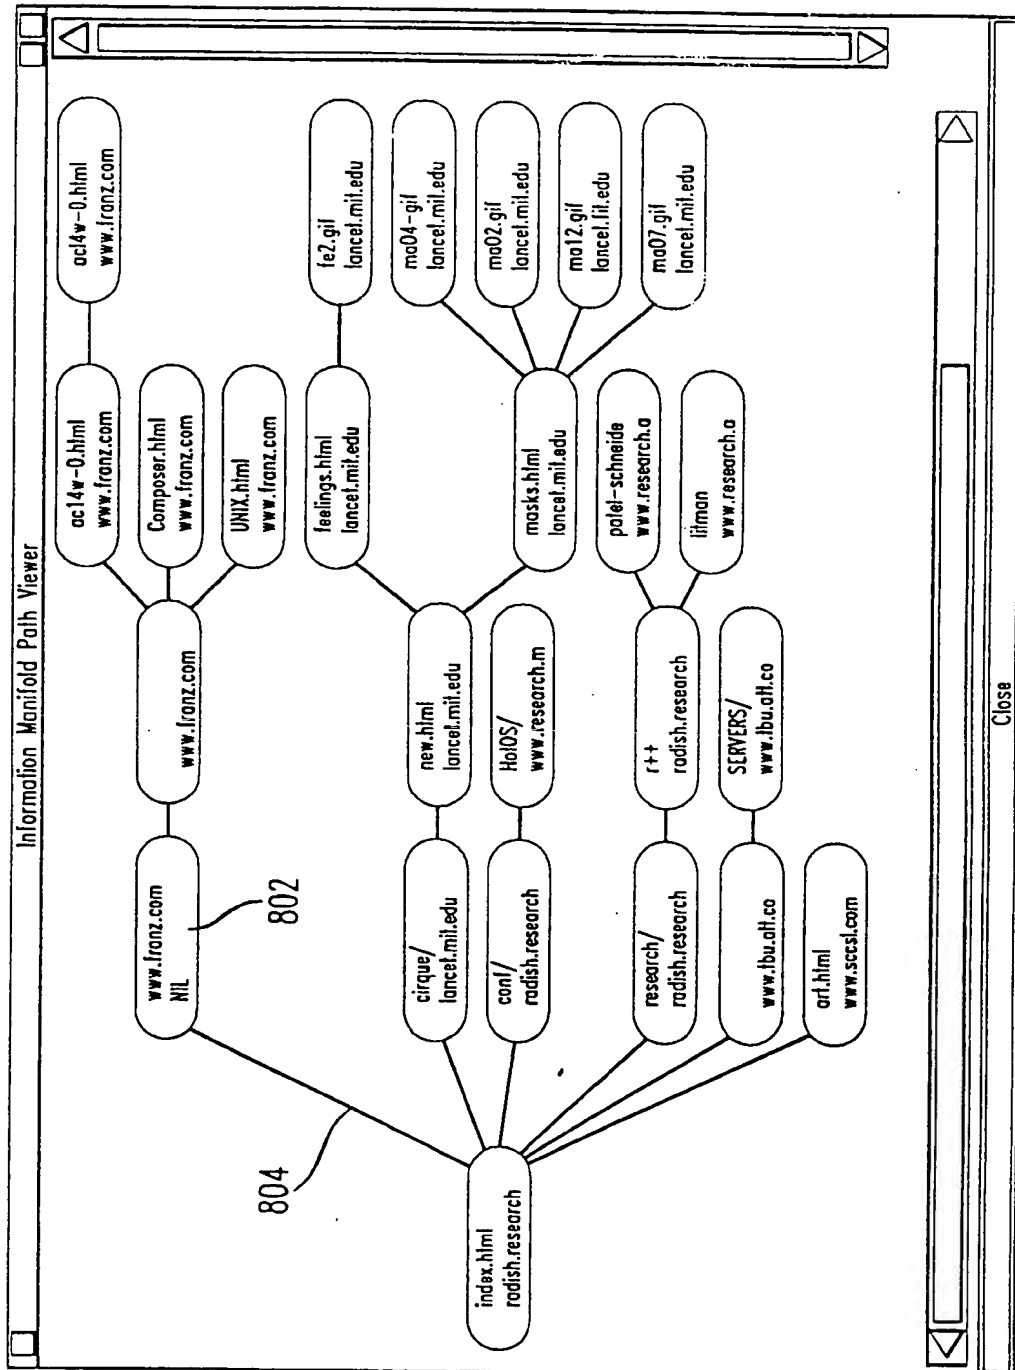 Information Manifold Path Viewer
index.html
radish.research
804
802
www.franz.com
NIL
www.franz.com
acl4w-0.html
www.franz.com
acl4w-0.html
www.franz.com
Composer.html
www.franz.com
UNIX.html
www.franz.com
cirque/
lancet.mit.edu
new.html
lancet.mit.edu
feelings.html
lancet.mit.edu
fe2.gif
lancet.mit.edu
masks.html
lancet.mit.edu
ma04-gif
lancet.mit.edu
ma02.gif
lancet.mit.edu
ma12.gif
lancet.fit.edu
ma07.gif
lancet.mit.edu
conf/
radish.research
HotOS/
www.research.m
research/
radish.research
r++
radish.research
patel-schneide
www.research.a
litman
www.research.a
www.tbu.att.co
SERVERS/
www.tbu.att.co
art.html
www.sccsl.com
Close